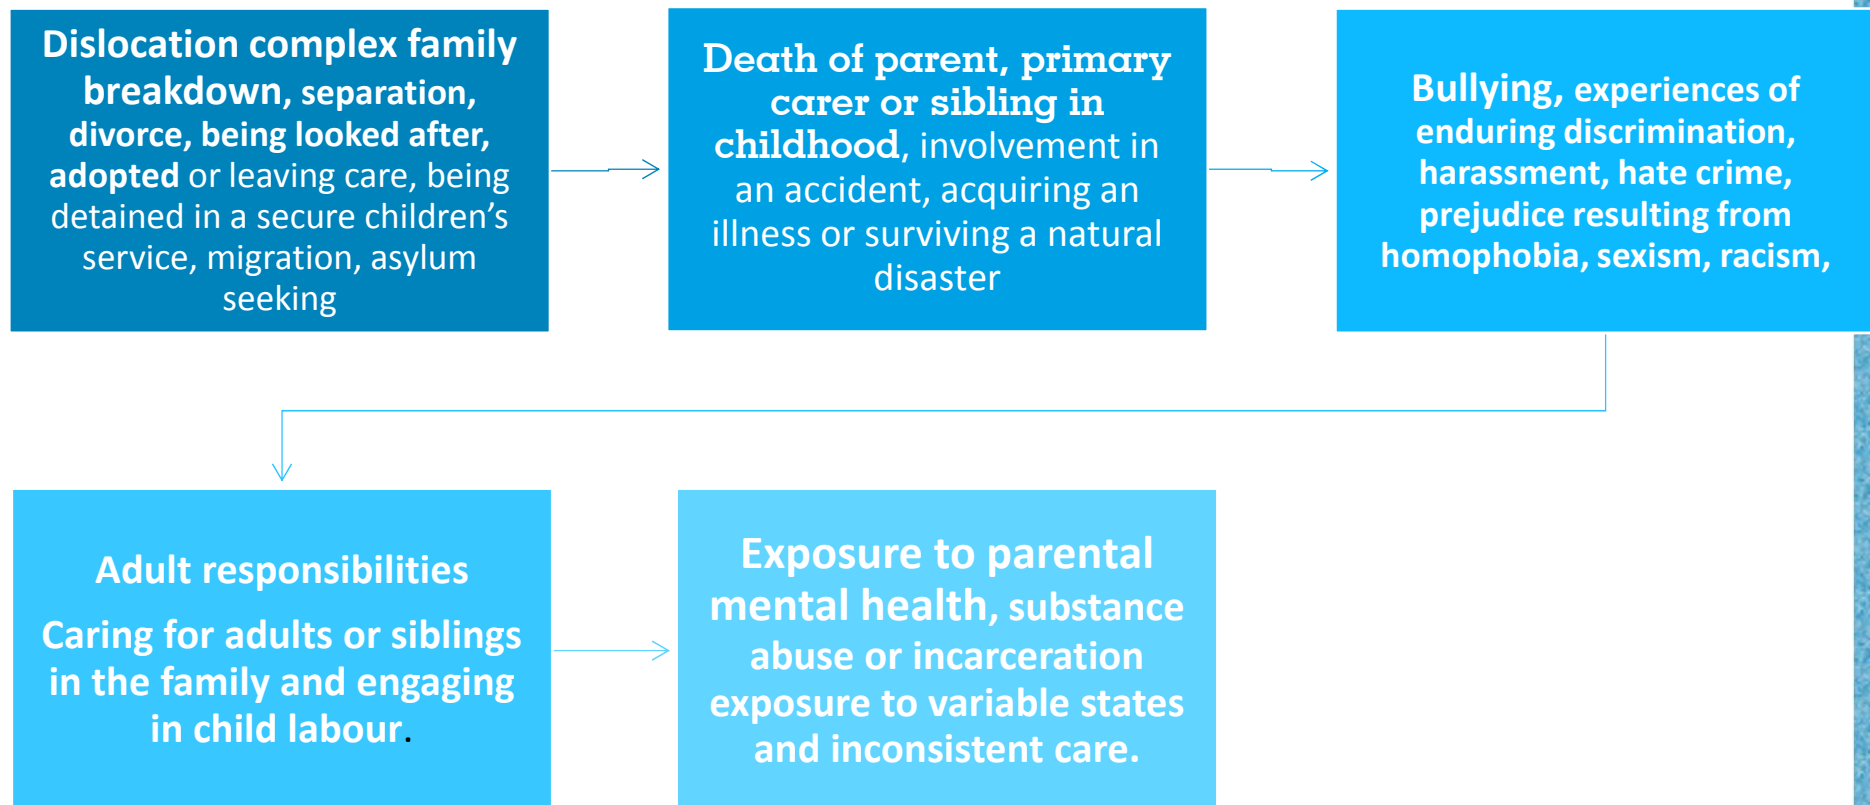 Dislocation complex family
breakdown, separation,
divorce, being looked after,
adopted or leaving care, being
detained in a secure children’s
service, migration, asylum
seeking
Death of parent, primary
carer or sibling in
childhood, involvement in
an accident, acquiring an
illness or surviving a natural
disaster
Bullying, experiences of
enduring discrimination,
harassment, hate crime,
prejudice resulting from
homophobia, sexism, racism,
Adult responsibilities
Caring for adults or siblings
in the family and engaging
in child labour.
Exposure to parental
mental health, substance
abuse or incarceration
exposure to variable states
and inconsistent care.